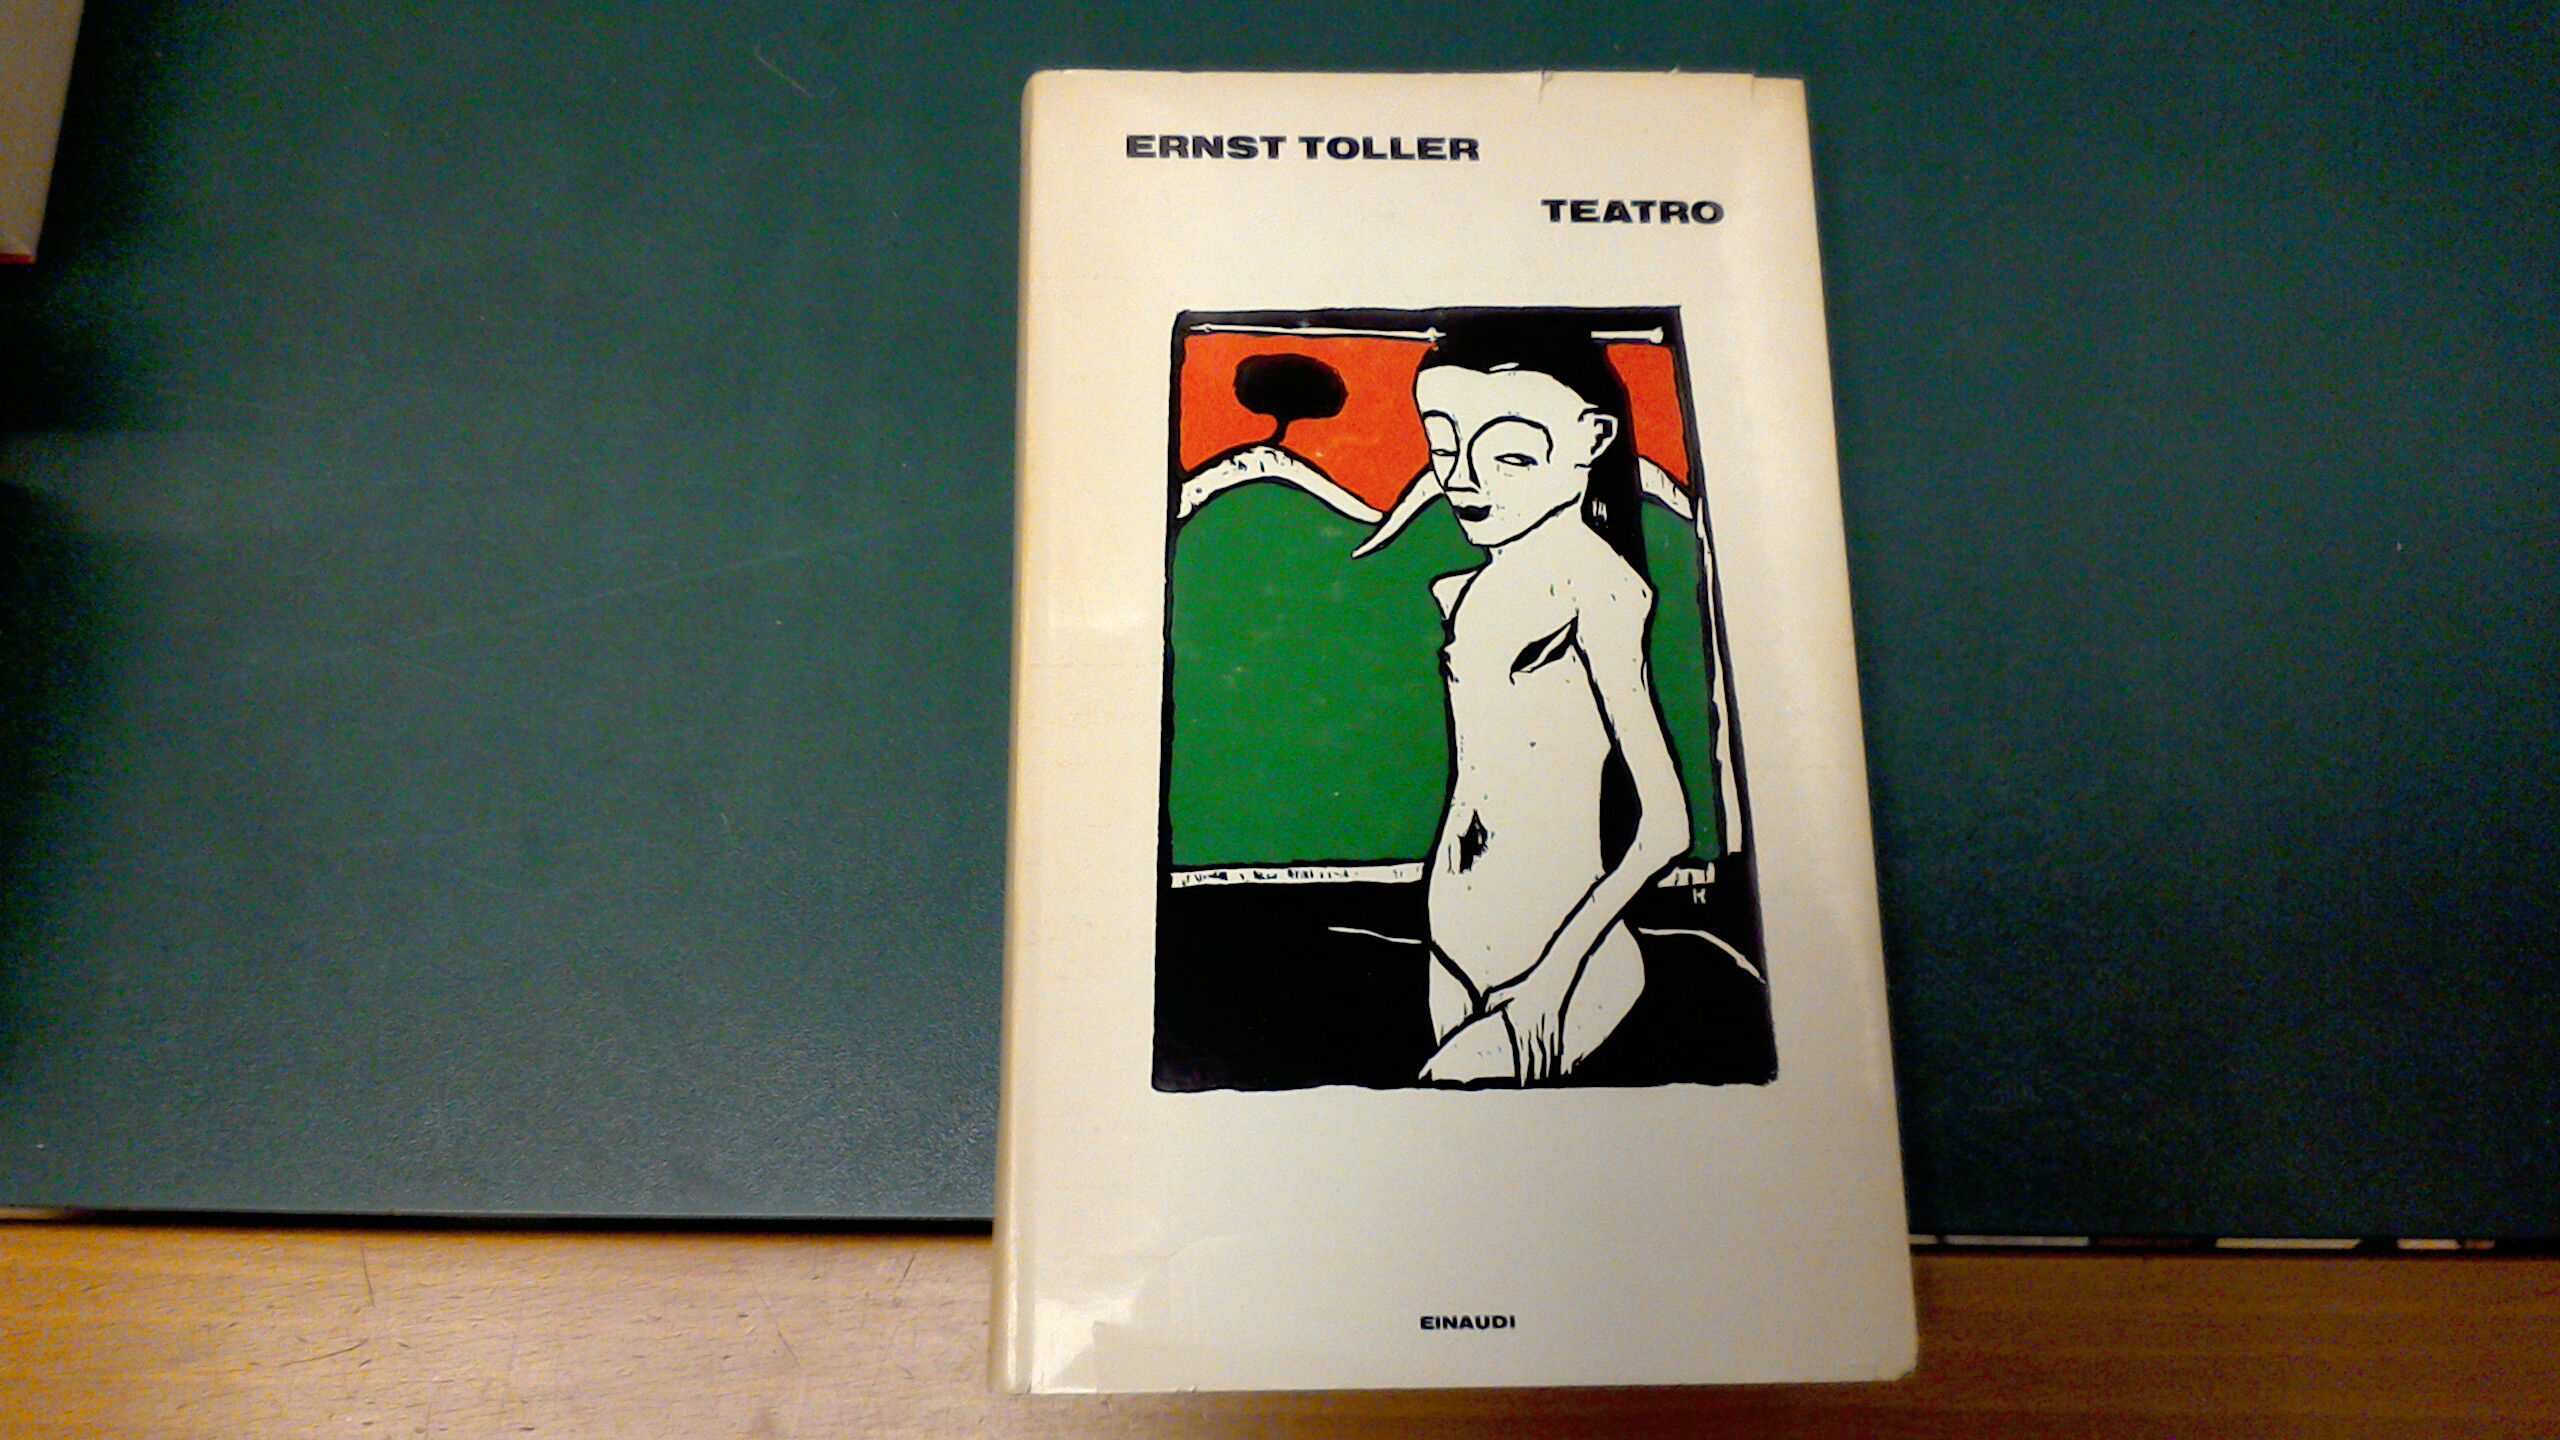 ERNST TOLLER
TEATRO
K
EINAUDI